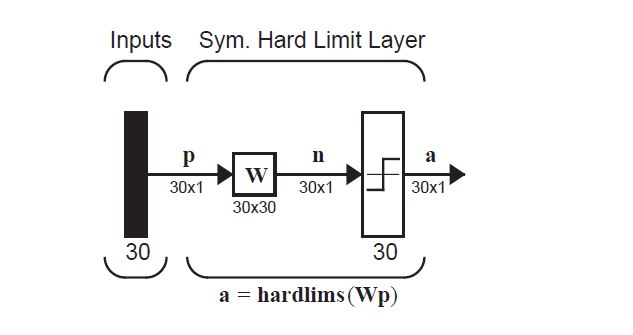 Inputs Sym. Hard Limit Layer
p n a
W
30x1 30x1 30x1
30x30
30 30
a = hardlims(Wp)